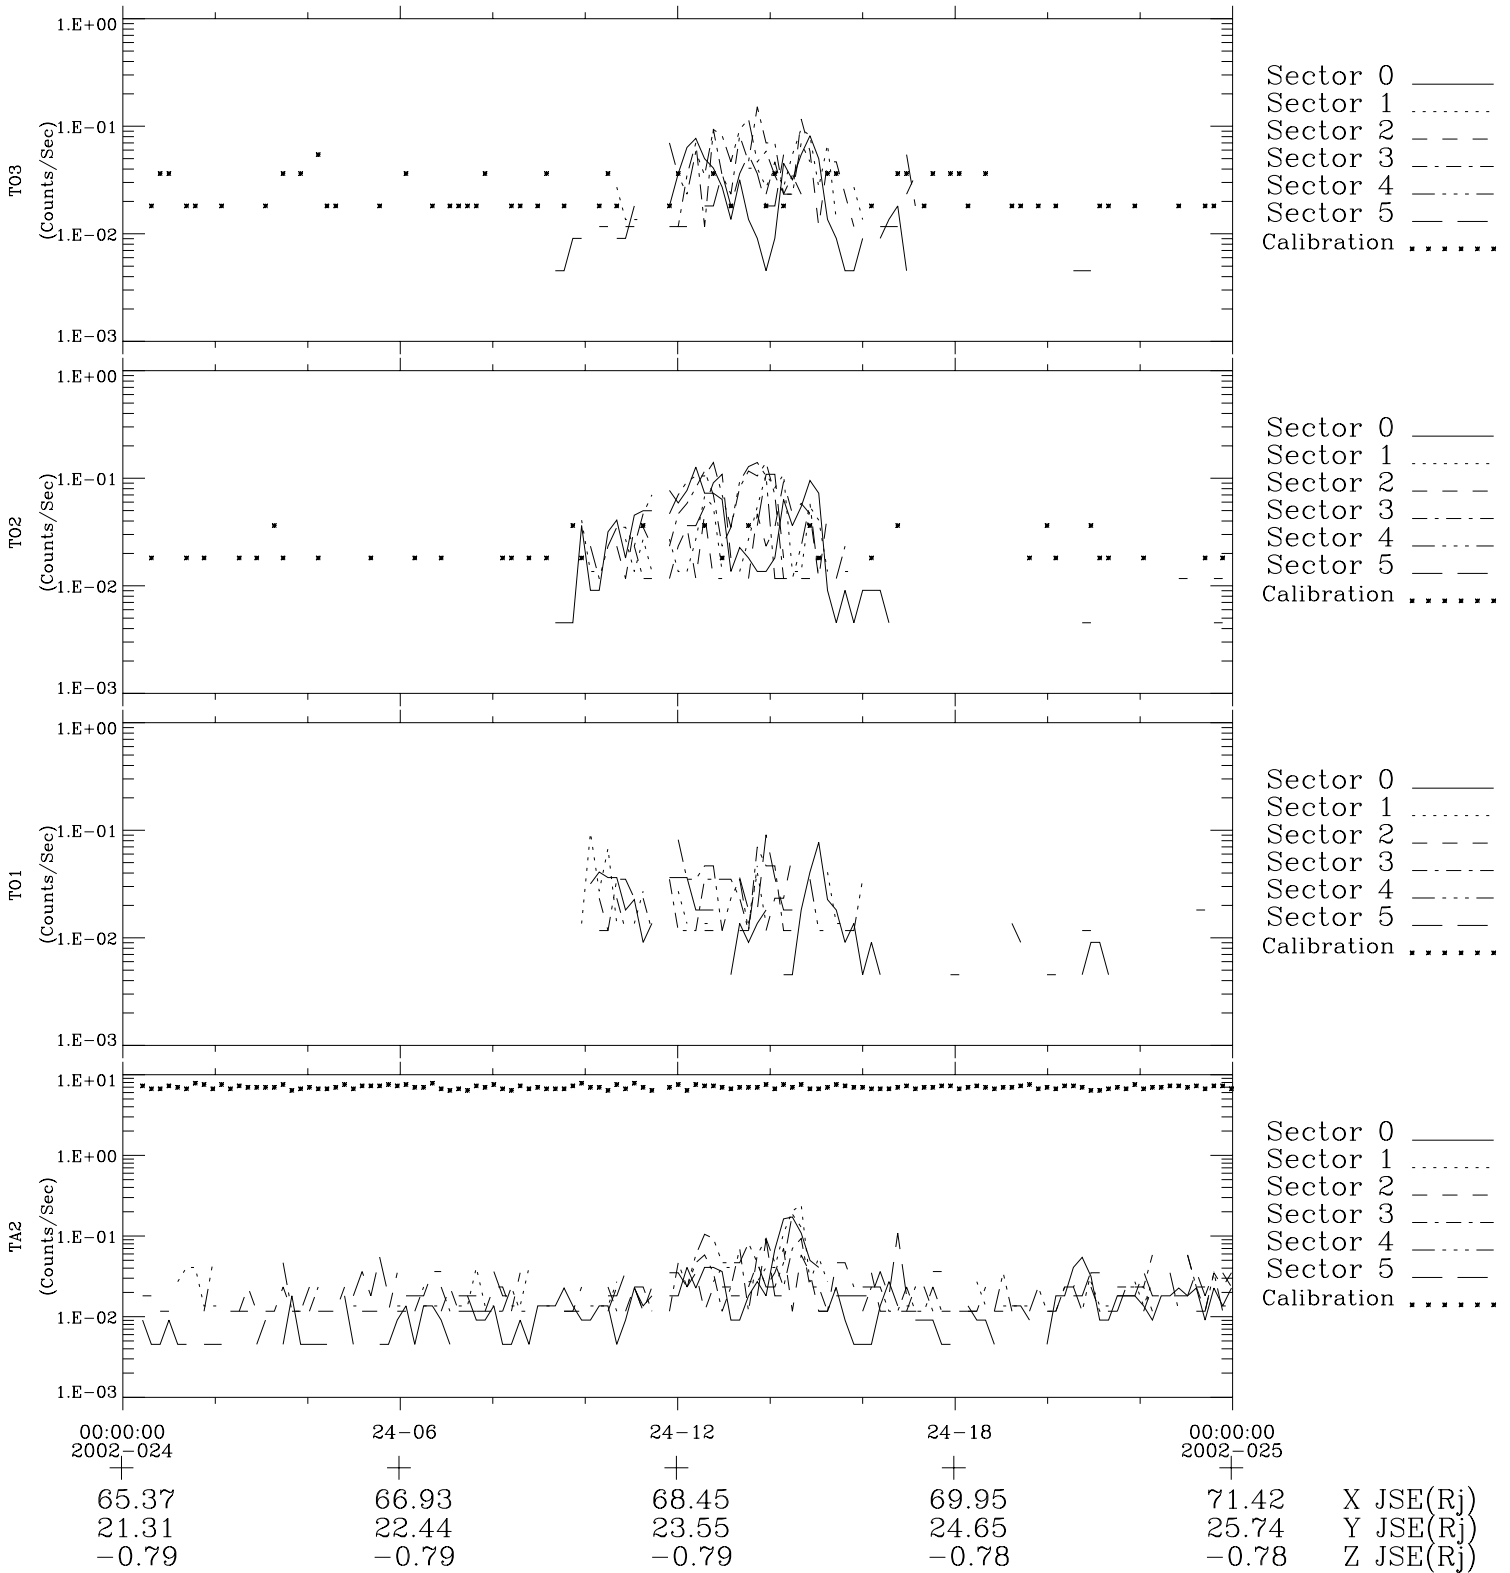 1.E+00
1.E-01
1.E-02
1.E-03
TO3
(Counts/Sec)
Sector 0
Sector 1
Sector 2
Sector 3
Sector 4
Sector 5
Calibration
1.E+00
1.E-01
1.E-02
1.E-03
TO2
(Counts/Sec)
Sector 0
Sector 1
Sector 2
Sector 3
Sector 4
Sector 5
Calibration
1.E+00
1.E-01
1.E-02
1.E-03
TO1
(Counts/Sec)
Sector 0
Sector 1
Sector 2
Sector 3
Sector 4
Sector 5
Calibration
1.E+01
1.E+00
1.E-01
1.E-02
1.E-03
TA2
(Counts/Sec)
Sector 0
Sector 1
Sector 2
Sector 3
Sector 4
Sector 5
Calibration
00:00:00 24-06 24-12 24-18 00:00:00
2002-024 2002-025
65.37 66.93 68.45 69.95 71.42 X JSE(Rj)
21.31 22.44 23.55 24.65 25.74 Y JSE(Rj)
-0.79 -0.79 -0.79 -0.78 -0.78 Z JSE(Rj)